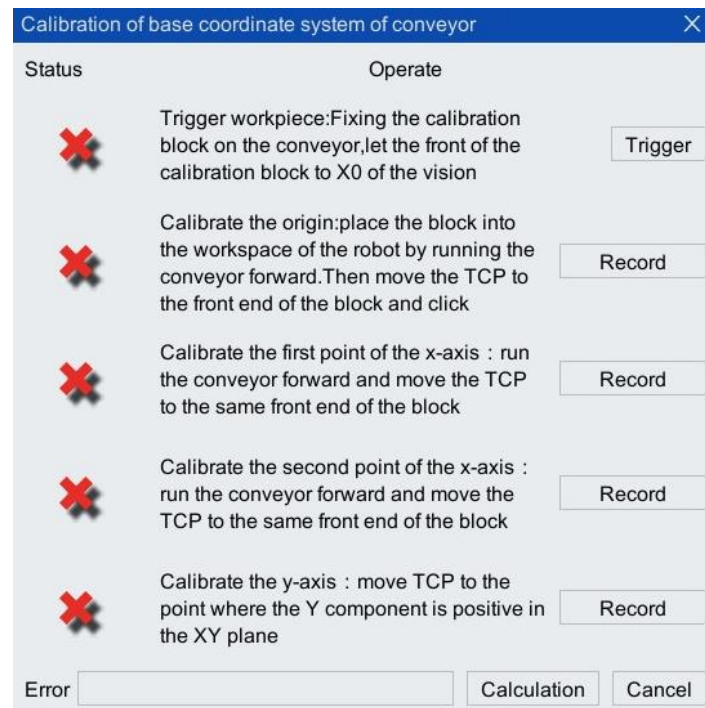 Calibration of base coordinate system of conveyor
Status Operate
Trigger workpiece:Fixing the calibration
block on the conveyor,let the front of the
calibration block to X0 of the vision
Trigger
Calibrate the origin:place the block into
the workspace of the robot by running the
conveyor forward.Then move the TCP to
the front end of the block and click
Record
Calibrate the first point of the x-axis：run
the conveyor forward and move the TCP
to the same front end of the block
Record
Calibrate the second point of the x-axis：
run the conveyor forward and move the
TCP to the same front end of the block
Record
Calibrate the y-axis：move TCP to the
point where the Y component is positive in
the XY plane
Record
Error Calculation Cancel